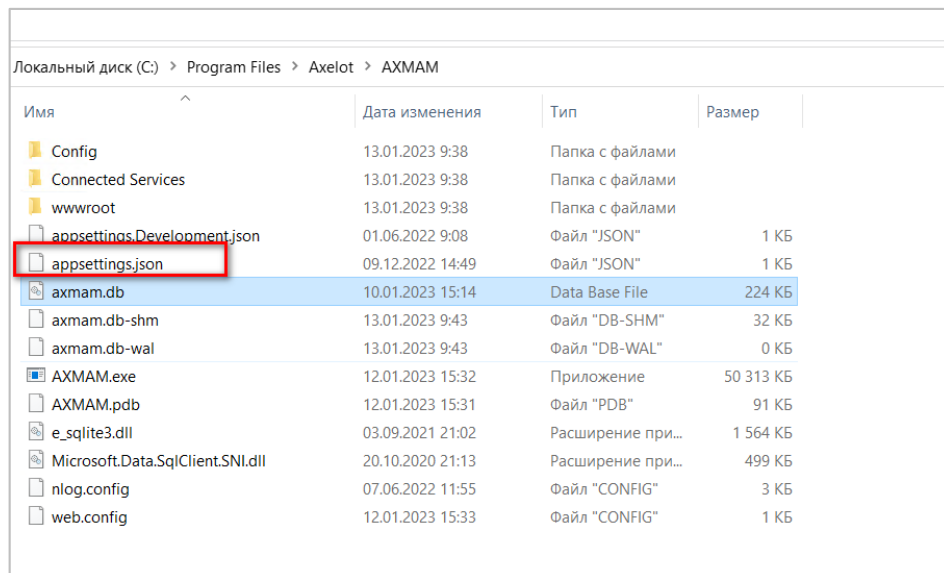 Локальный диск (C:) > Program Files > Axelot > AXMAM
Имя Дата изменения Тип Размер
Config 13.01.2023 9:38 Папка с файлами
Connected Services 13.01.2023 9:38 Папка с файлами
wwwroot 13.01.2023 9:38 Папка с файлами
appsettings.Development.json 01.06.2022 9:08 Файл "JSON" 1 КБ
appsettings.json 09.12.2022 14:49 Файл "JSON" 1 КБ
axmam.db 10.01.2023 15:14 Data Base File 224 КБ
axmam.db-shm 13.01.2023 9:43 Файл "DB-SHM" 32 КБ
axmam.db-wal 13.01.2023 9:43 Файл "DB-WAL" 0 КБ
AXMAM.exe 12.01.2023 15:32 Приложение 50 313 КБ
AXMAM.pdb 12.01.2023 15:31 Файл "PDB" 91 КБ
e_sqlite3.dll 03.09.2021 21:02 Расширение при... 1 564 КБ
Microsoft.Data.SqlClient.SNI.dll 20.10.2020 21:13 Расширение при... 499 КБ
nlog.config 07.06.2022 11:55 Файл "CONFIG" 3 КБ
web.config 12.01.2023 15:33 Файл "CONFIG" 1 КБ